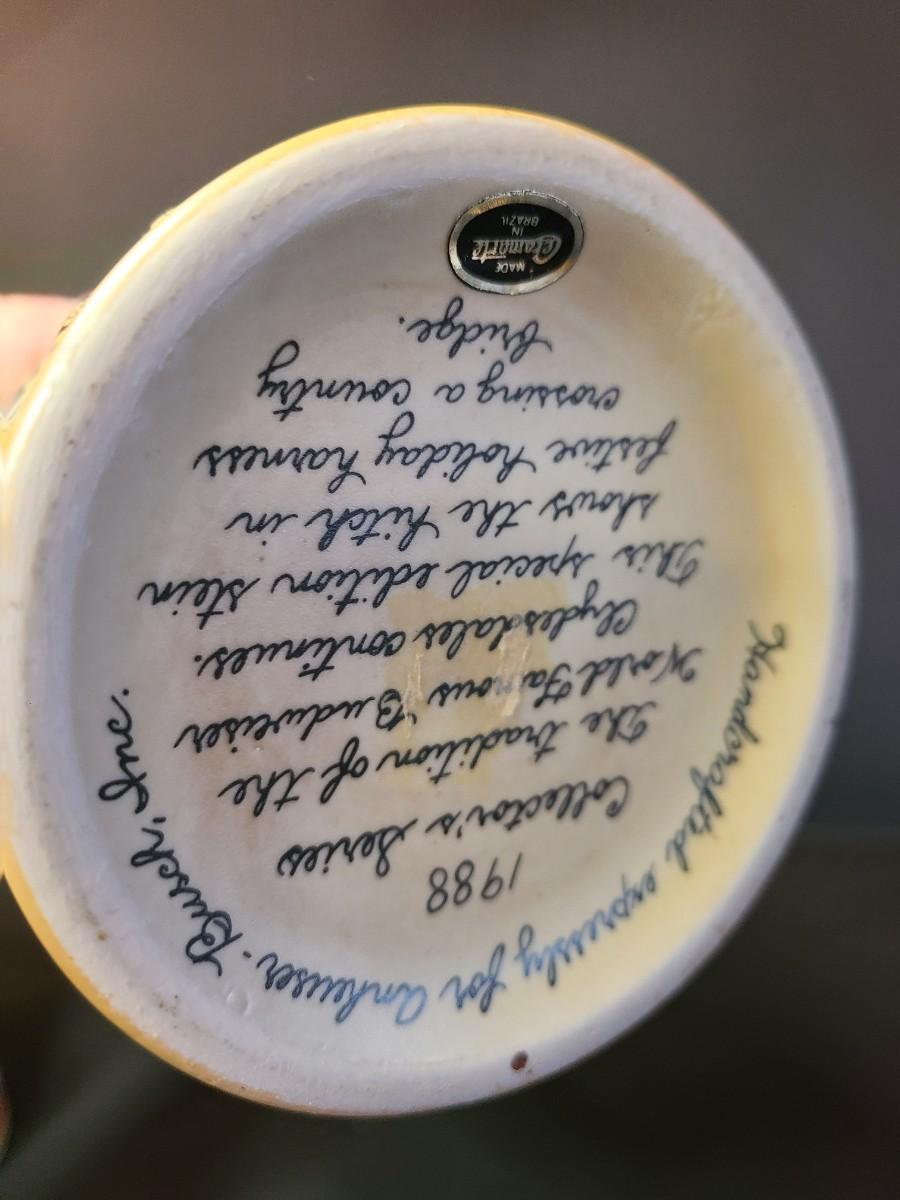 Handcrafted expressly for Anheuser-Busch, Inc.
1988
Collector's Series
The tradition of the
World Famous Budweiser
Clydesdales continues.
This special edition stein
shows the hitch in
festive holiday harness
crossing a country
bridge.
MADE
Ceramarte
IN
BRAZIL